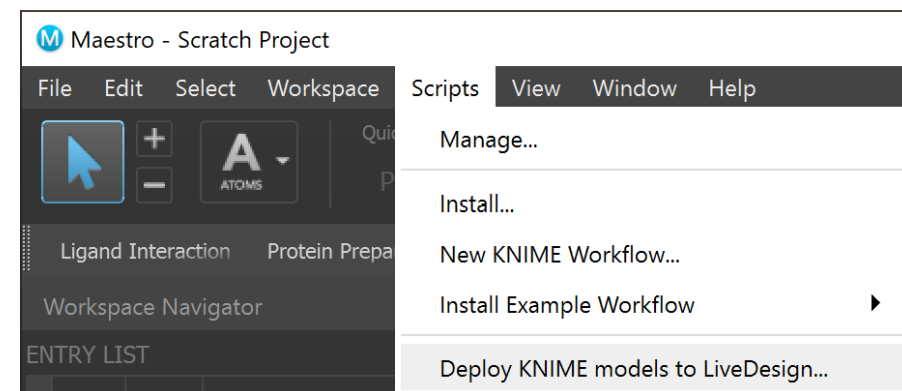 M Maestro - Scratch Project
File Edit Select Workspace Scripts View Window Help
Manage...
A
ATOMS
Install...
Ligand Interaction
New KNIME Workflow...
Workspace Navigator
Install Example Workflow
ENTRY LIST
Deploy KNIME models to LiveDesign...